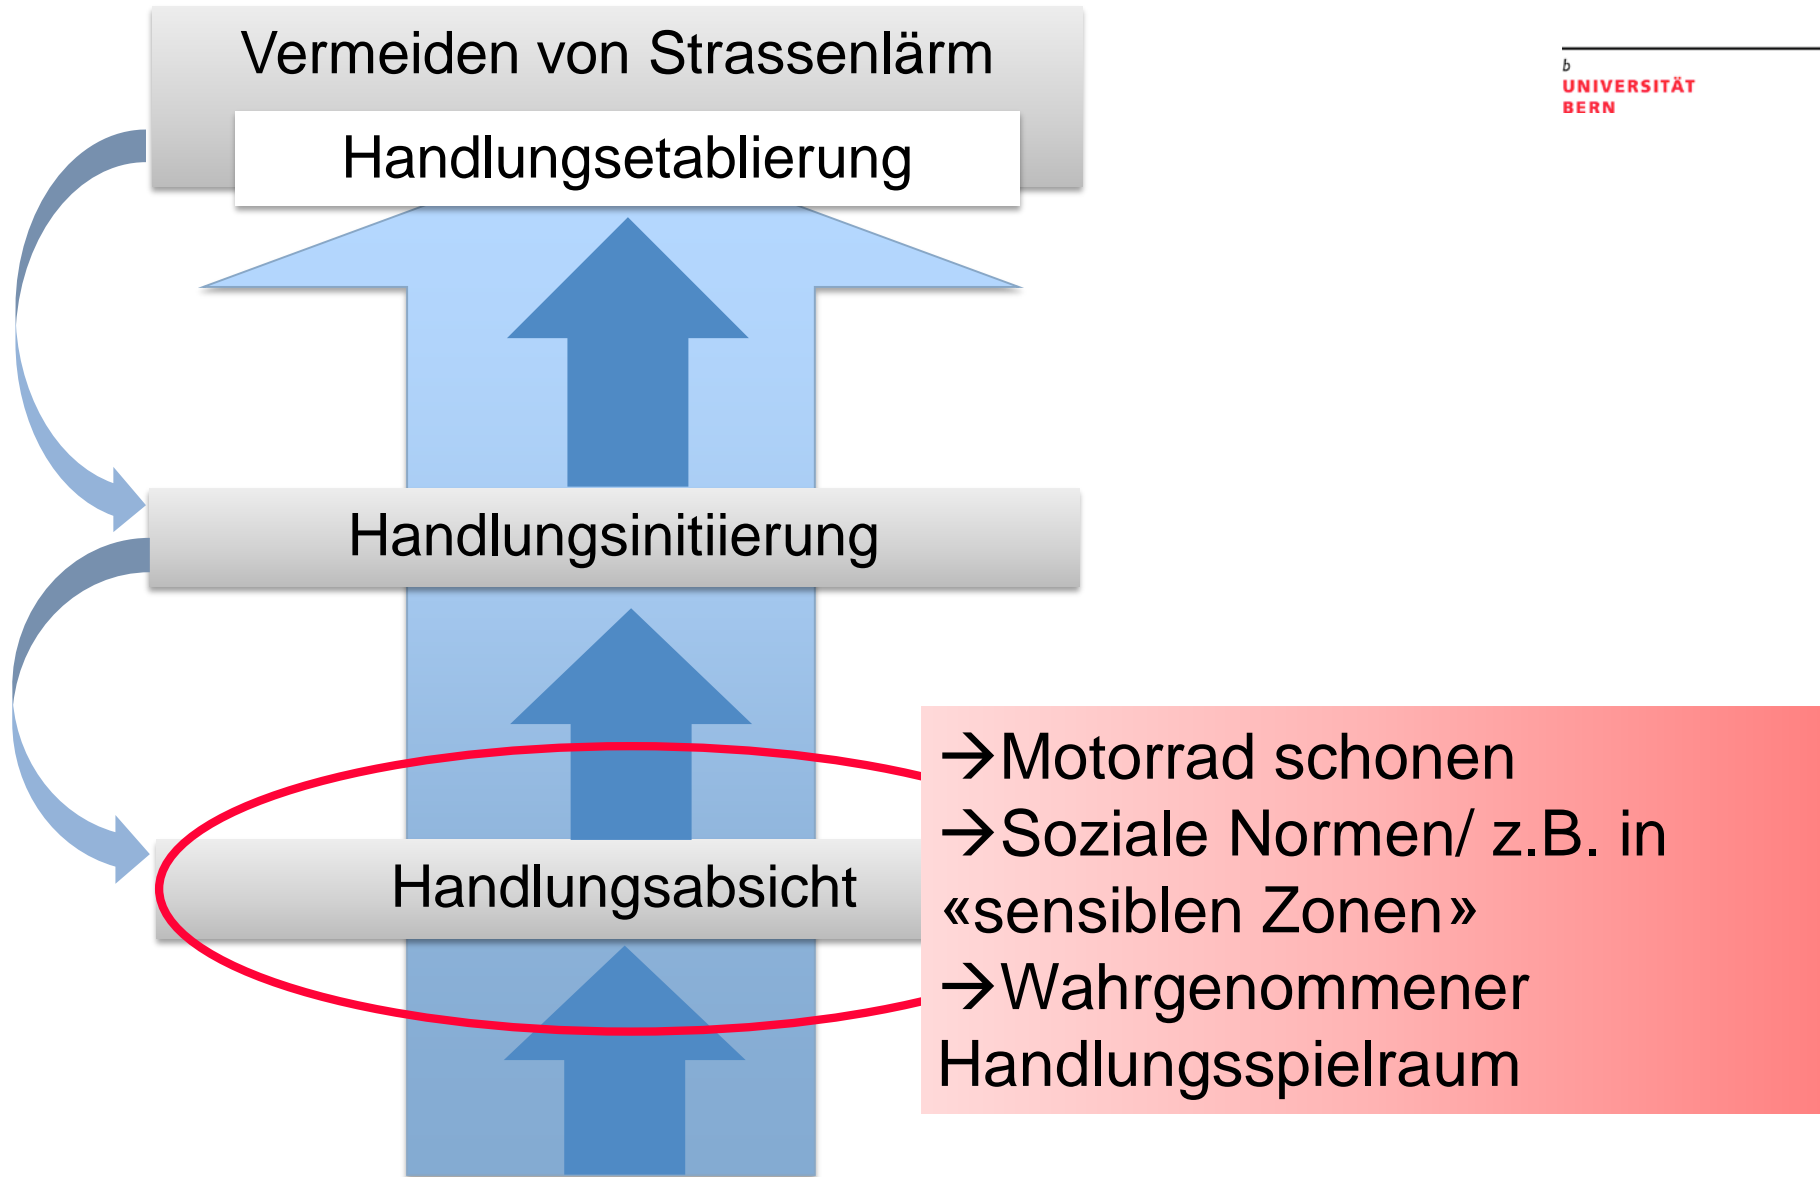 Vermeiden von Strassenlärm
b
UNIVERSITÄT
BERN
Handlungsetablierung
Handlungsinitiierung
→Motorrad schonen
→Soziale Normen/ z.B. in
«sensiblen Zonen»
→Wahrgenommener
Handlungsspielraum
Handlungsabsicht